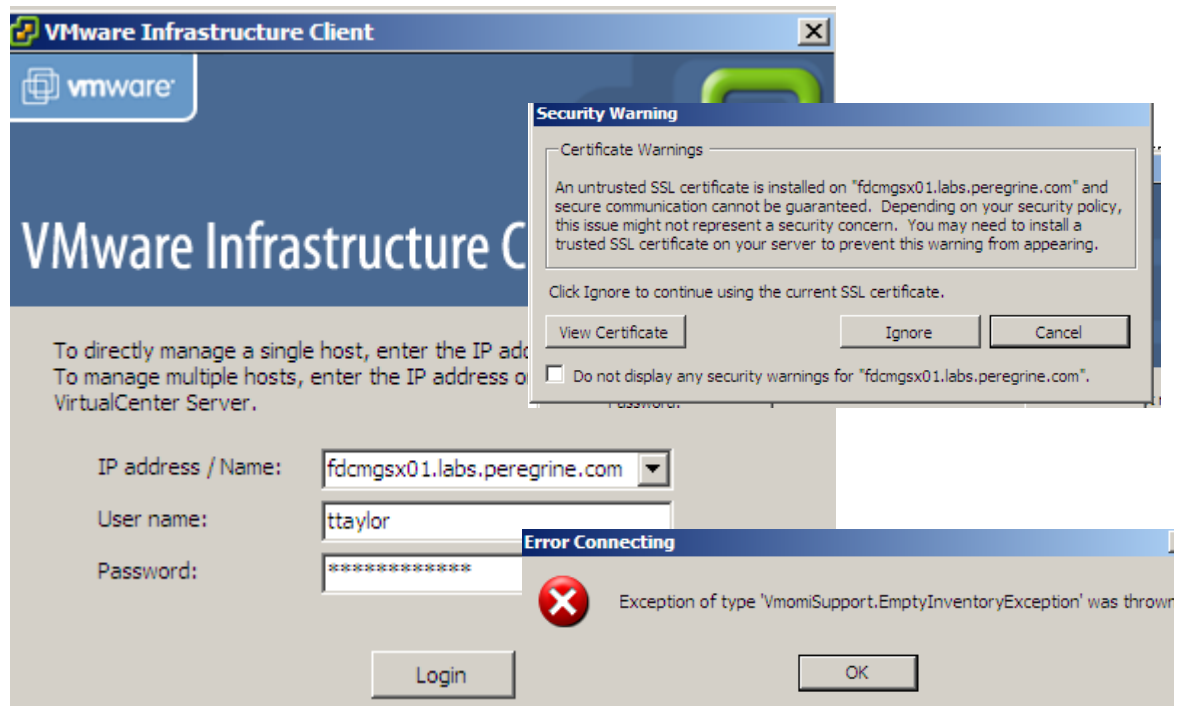 VMware Infrastructure Client
vmware
VMware Infrastructure C
To directly manage a single host, enter the IP add
To manage multiple hosts, enter the IP address o
VirtualCenter Server.
IP address / Name:
fdcmgsx01.labs.peregrine.com
User name:
ttaylor
Password:
************
Login
Security Warning
Certificate Warnings
An untrusted SSL certificate is installed on "fdcmgsx01.labs.peregrine.com" and
secure communication cannot be guaranteed. Depending on your security policy,
this issue might not represent a security concern. You may need to install a
trusted SSL certificate on your server to prevent this warning from appearing.
Click Ignore to continue using the current SSL certificate.
View Certificate
Ignore
Cancel
Do not display any security warnings for "fdcmgsx01.labs.peregrine.com".
Password:
Error Connecting
Exception of type 'VmomiSupport.EmptyInventoryException' was thrown
OK